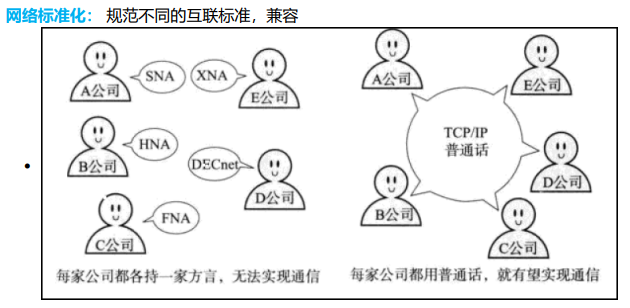 网络标准化： 规范不同的互联标准，兼容
A公司
SNA
XNA
E公司
B公司
HNA
DECnet
D公司
C公司
FNA
每家公司都各持一家方言，无法实现通信
A公司
E公司
TCP/IP
普通话
D公司
B公司
C公司
每家公司都用普通话，就有望实现通信